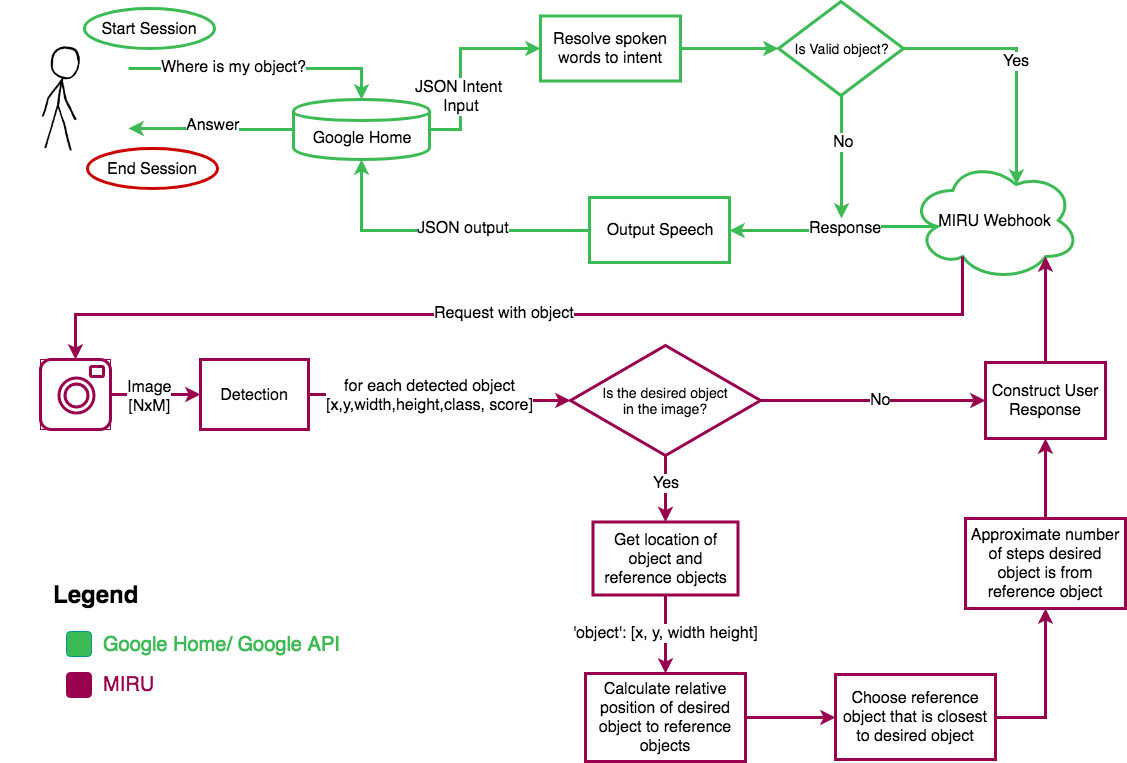 Start Session
Where is my object?
Answer
End Session
Google Home
JSON Intent
Input
Resolve spoken
words to intent
Is Valid object?
Yes
No
MIRU Webhook
Response
Output Speech
JSON output
Request with object
Image
[NxM]
Detection
for each detected object
[x,y,width,height,class, score]
Is the desired object
in the image?
No
Construct User
Response
Yes
Get location of
object and
reference objects
'object': [x, y, width height]
Calculate relative
position of desired
object to reference
objects
Choose reference
object that is closest
to desired object
Approximate number
of steps desired
object is from
reference object
Legend
Google Home/ Google API
MIRU